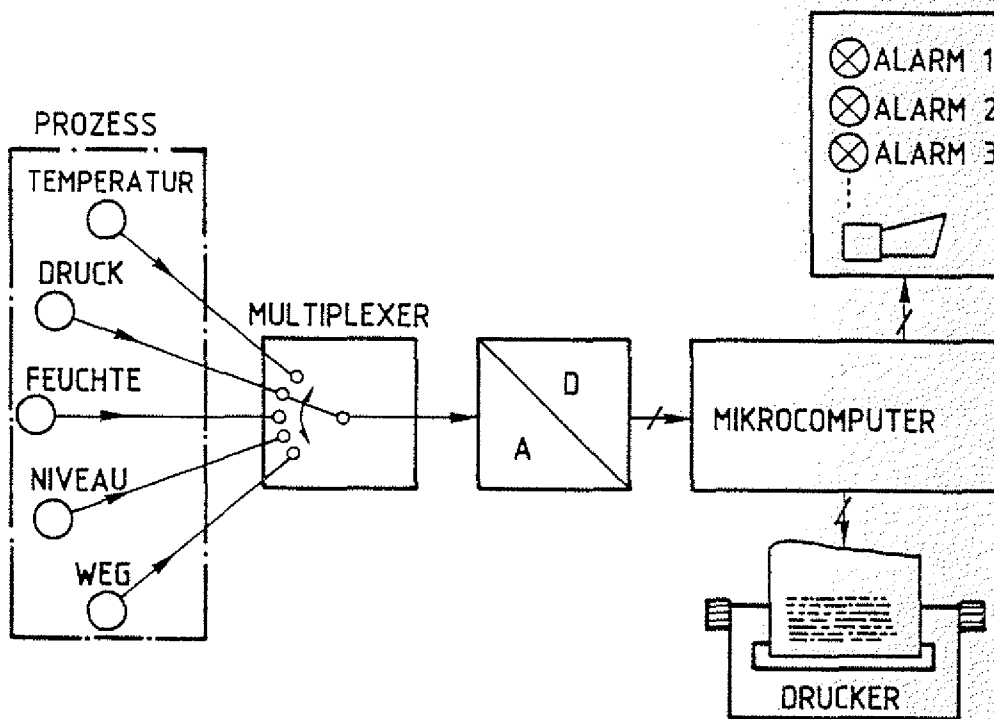 PROZESS
TEMPERATUR
DRUCK
FEUCHTE
NIVEAU
WEG
MULTIPLEXER
D
A
MIKROCOMPUTER
ALARM 1
ALARM 2
ALARM 3
DRUCKER